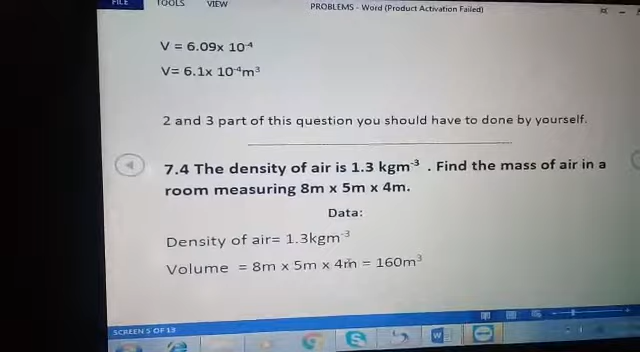 FILE TOOLS VIEW PROBLEMS - Word (Product Activation Failed)
V = 6.09x 10⁻⁴
V= 6.1x 10⁻⁴m³
2 and 3 part of this question you should have to done by yourself.
7.4 The density of air is 1.3 kgm⁻³ . Find the mass of air in a
room measuring 8m x 5m x 4m.
Data:
Density of air= 1.3kgm⁻³
Volume = 8m x 5m x 4m = 160m³
SCREEN 5 OF 13